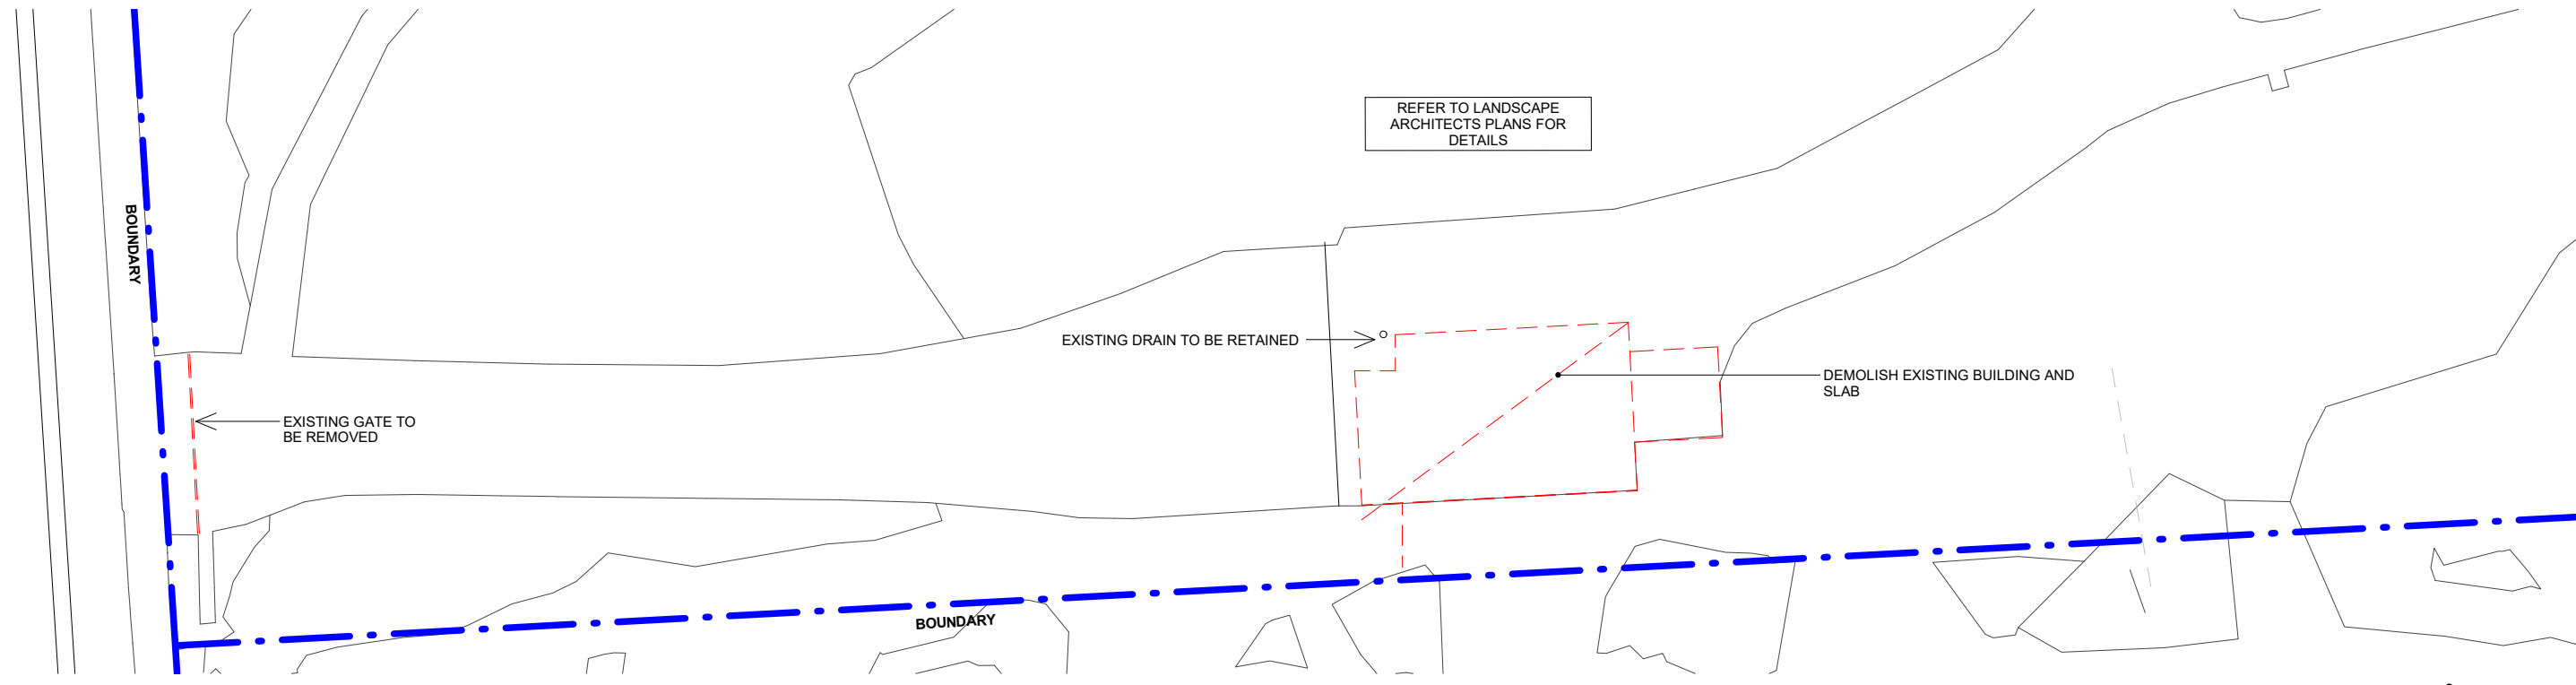 REFER TO LANDSCAPE
ARCHITECTS PLANS FOR
DETAILS
BOUNDARY
EXISTING DRAIN TO BE RETAINED
DEMOLISH EXISTING BUILDING AND
SLAB
EXISTING GATE TO
BE REMOVED
BOUNDARY